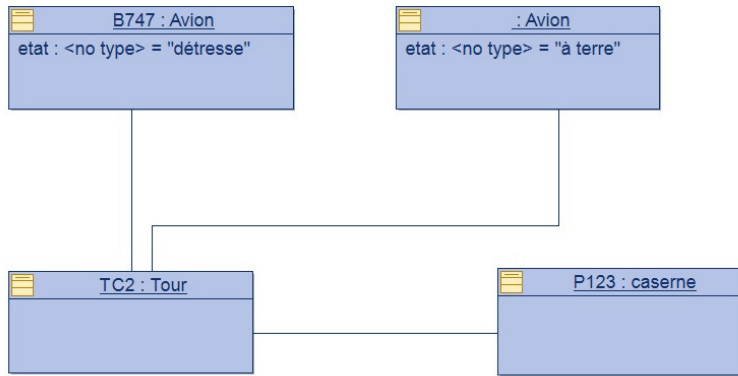 B747 : Avion
etat : <no type> = "détresse"
: Avion
etat : <no type> = "à terre"
TC2 : Tour
P123 : caserne